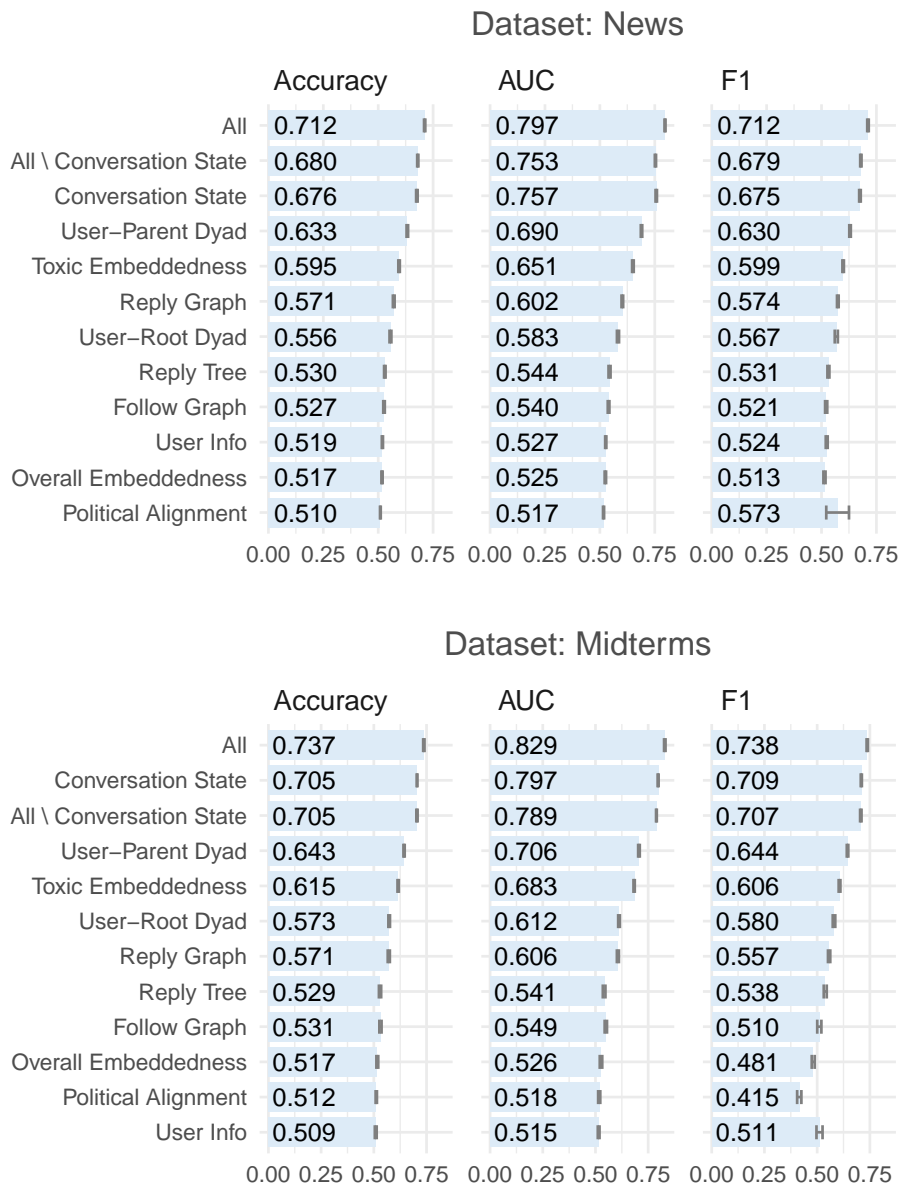 Dataset: News
Accuracy AUC F1
All 0.712 0.797 0.712
All \ Conversation State 0.680 0.753 0.679
Conversation State 0.676 0.757 0.675
User−Parent Dyad 0.633 0.690 0.630
Toxic Embeddedness 0.595 0.651 0.599
Reply Graph 0.571 0.602 0.574
User−Root Dyad 0.556 0.583 0.567
Reply Tree 0.530 0.544 0.531
Follow Graph 0.527 0.540 0.521
User Info 0.519 0.527 0.524
Overall Embeddedness 0.517 0.525 0.513
Political Alignment 0.510 0.517 0.573
0.00 0.25 0.50 0.75 0.00 0.25 0.50 0.75 0.00 0.25 0.50 0.75
Dataset: Midterms
Accuracy AUC F1
All 0.737 0.829 0.738
Conversation State 0.705 0.797 0.709
All \ Conversation State 0.705 0.789 0.707
User−Parent Dyad 0.643 0.706 0.644
Toxic Embeddedness 0.615 0.683 0.606
User−Root Dyad 0.573 0.612 0.580
Reply Graph 0.571 0.606 0.557
Reply Tree 0.529 0.541 0.538
Follow Graph 0.531 0.549 0.510
Overall Embeddedness 0.517 0.526 0.481
Political Alignment 0.512 0.518 0.415
User Info 0.509 0.515 0.511
0.00 0.25 0.50 0.75 0.00 0.25 0.50 0.75 0.00 0.25 0.50 0.75